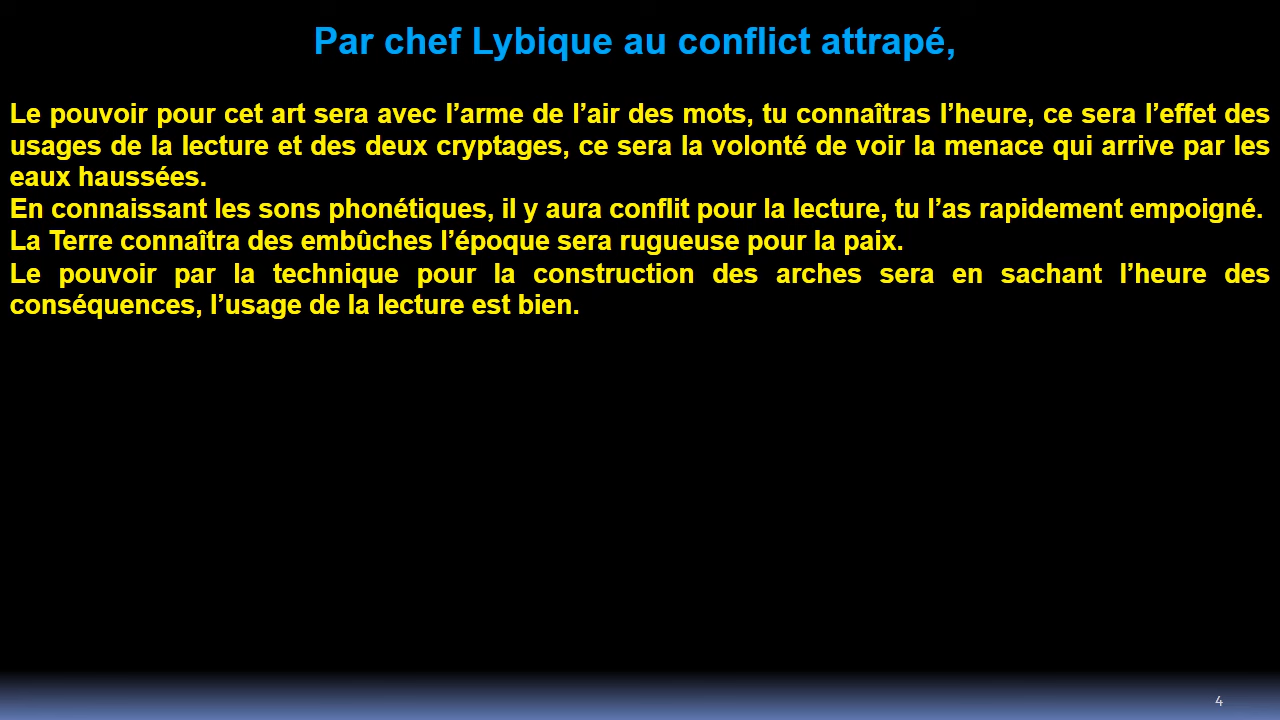 Par chef Lybique au conflict attrapé,
Le pouvoir pour cet art sera avec l’arme de l’air des mots, tu connaîtras l’heure, ce sera l’effet des
usages de la lecture et des deux cryptages, ce sera la volonté de voir la menace qui arrive par les
eaux haussées.
En connaissant les sons phonétiques, il y aura conflit pour la lecture, tu l’as rapidement empoigné.
La Terre connaîtra des embûches l’époque sera rugueuse pour la paix.
Le pouvoir par la technique pour la construction des arches sera en sachant l’heure des
conséquences, l’usage de la lecture est bien.
4